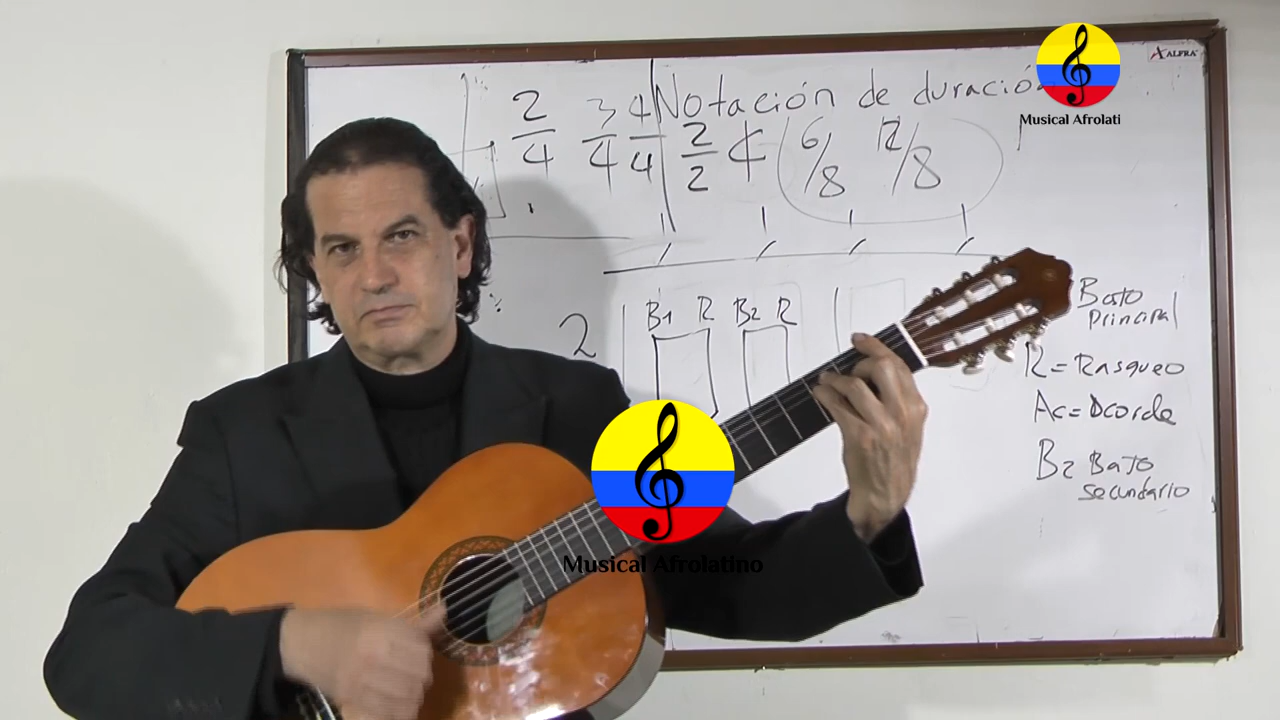 ALFRA
Notación de duración
2/4 3/4 4/4 2/2 ¢ 6/8 12/8
Musical Afrolati
B1 R B2 R
2
Bajo
Principal
R = Rasgueo
Ac = Acorde
B2 Bajo
secundario
Musical Afrolatino